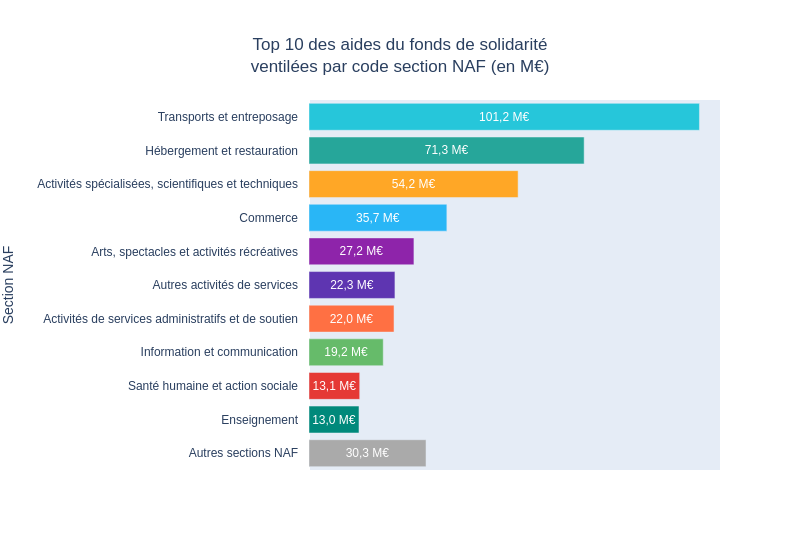 Top 10 des aides du fonds de solidarité
ventilées par code section NAF (en M€)
Section NAF
Transports et entreposage 101,2 M€
Hébergement et restauration 71,3 M€
Activités spécialisées, scientifiques et techniques 54,2 M€
Commerce 35,7 M€
Arts, spectacles et activités récréatives 27,2 M€
Autres activités de services 22,3 M€
Activités de services administratifs et de soutien 22,0 M€
Information et communication 19,2 M€
Santé humaine et action sociale 13,1 M€
Enseignement 13,0 M€
Autres sections NAF 30,3 M€